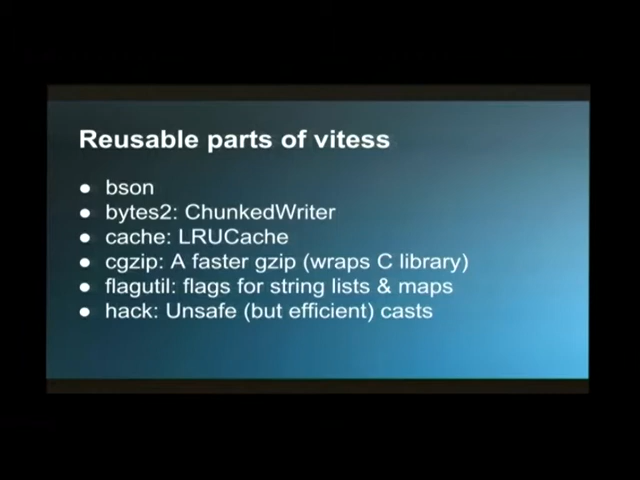 Reusable parts of vitess
● bson
● bytes2: ChunkedWriter
● cache: LRUCache
● cgzip: A faster gzip (wraps C library)
● flagutil: flags for string lists & maps
● hack: Unsafe (but efficient) casts